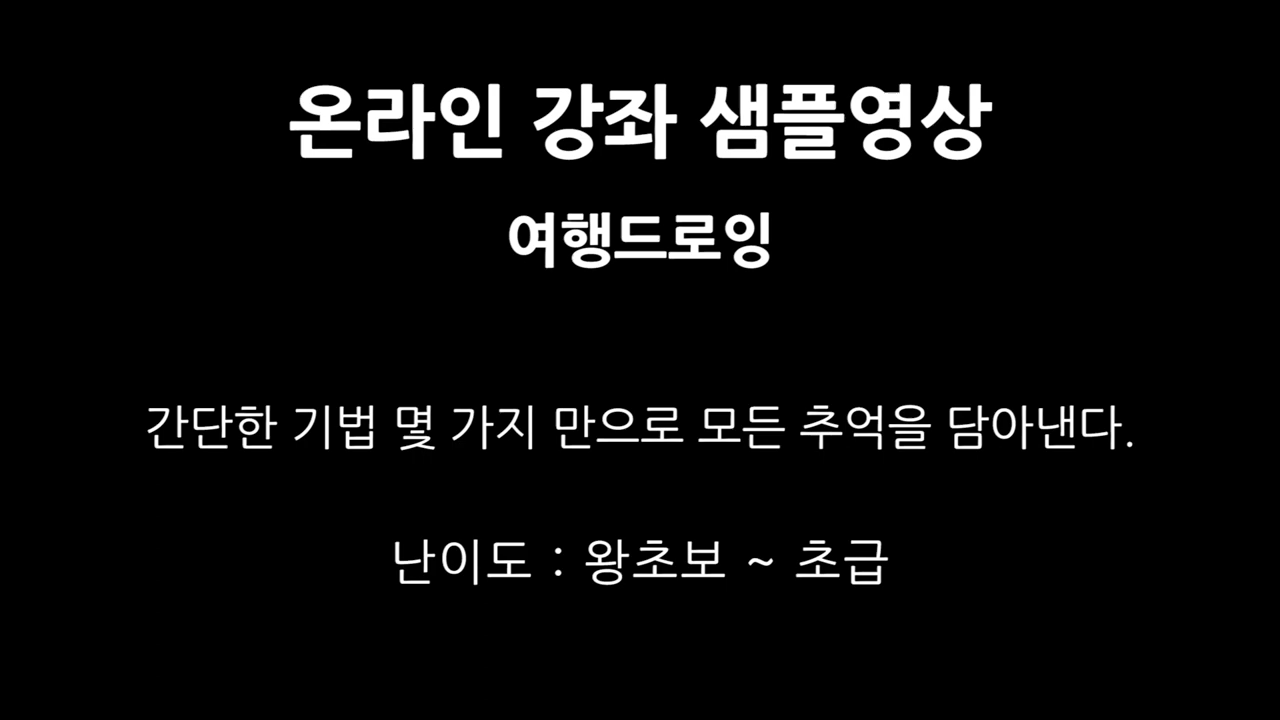 온라인 강좌 샘플영상
여행드로잉
간단한 기법 몇 가지 만으로 모든 추억을 담아낸다.
난이도 : 왕초보 ~ 초급